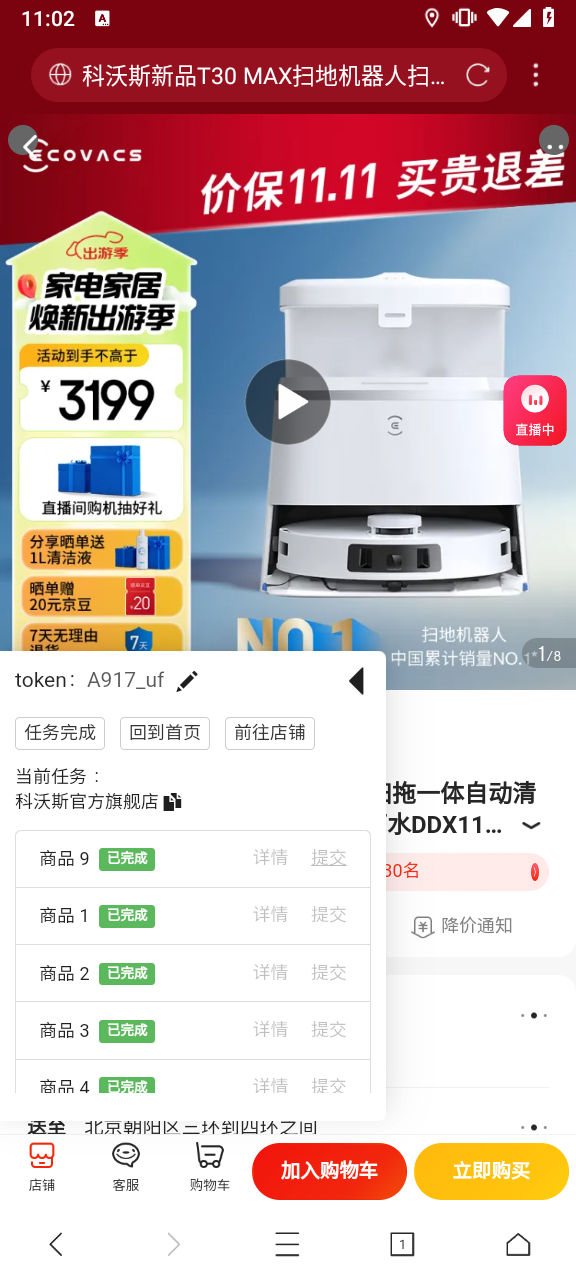 11:02
科沃斯新品T30 MAX扫地机器人扫...
ECOVACS
价保11.11 买贵退差
出游季
家电家居
焕新出游季
活动到手不高于
¥3199
直播中
直播间购机抽好礼
分享晒单送
1L清洁液
晒单赠
20元京豆
20
7天无理由
退货
7天
NO.1
扫地机器人
中国累计销量NO.1*
1/8
token： A917_uf
任务完成
回到首页
前往店铺
当前任务：
科沃斯官方旗舰店
拖一体自动清
水DDX11...
商品 9 已完成 详情 提交
30名
商品 1 已完成 详情 提交
降价通知
商品 2 已完成 详情 提交
商品 3 已完成 详情 提交
商品 4 已完成 详情 提交
送至 北京朝阳区三环到四环之间
店铺
客服
购物车
加入购物车
立即购买
1